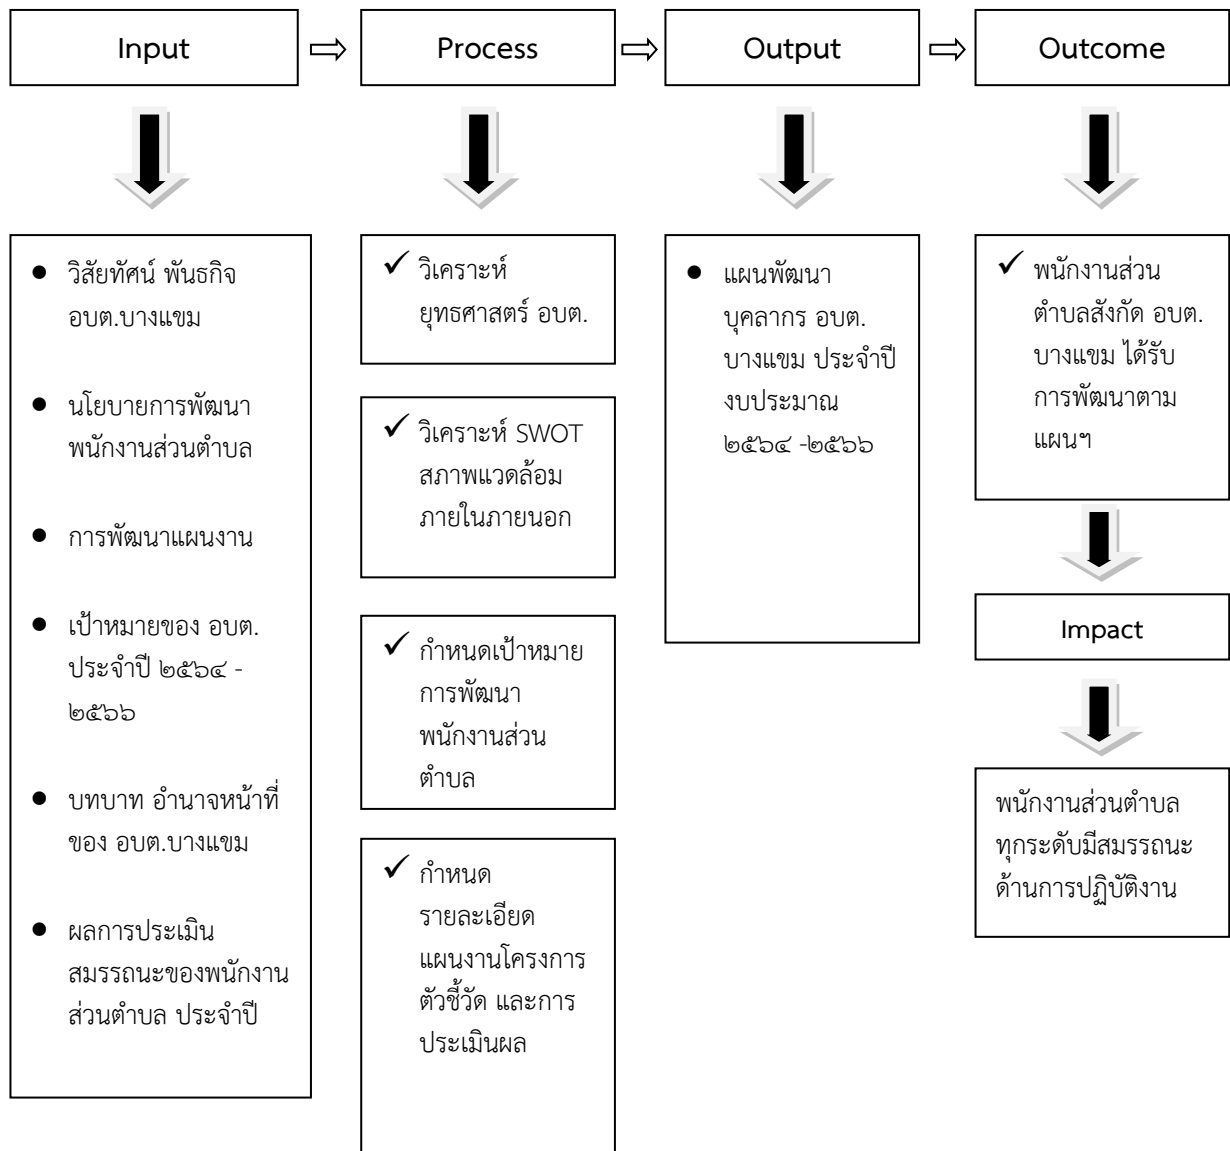 Input
Process
Output
Outcome
วิสัยทัศน์ พันธกิจ
อบต.บางแขม
นโยบายการพัฒนา
พนักงานส่วนตำบล
การพัฒนาแผนงาน
เป้าหมายของ อบต.
ประจำปี ๒๕๖๔ -
๒๕๖๖
บทบาท อำนาจหน้าที่
ของ อบต.บางแขม
ผลการประเมิน
สมรรถนะของพนักงาน
ส่วนตำบล ประจำปี
วิเคราะห์
ยุทธศาสตร์ อบต.
วิเคราะห์ SWOT
สภาพแวดล้อม
ภายในภายนอก
กำหนดเป้าหมาย
การพัฒนา
พนักงานส่วน
ตำบล
กำหนด
รายละเอียด
แผนงานโครงการ
ตัวชี้วัด และการ
ประเมินผล
แผนพัฒนา
บุคลากร อบต.
บางแขม ประจำปี
งบประมาณ
๒๕๖๔ -๒๕๖๖
พนักงานส่วน
ตำบลสังกัด อบต.
บางแขม ได้รับ
การพัฒนาตาม
แผนฯ
Impact
พนักงานส่วนตำบล
ทุกระดับมีสมรรถนะ
ด้านการปฏิบัติงาน